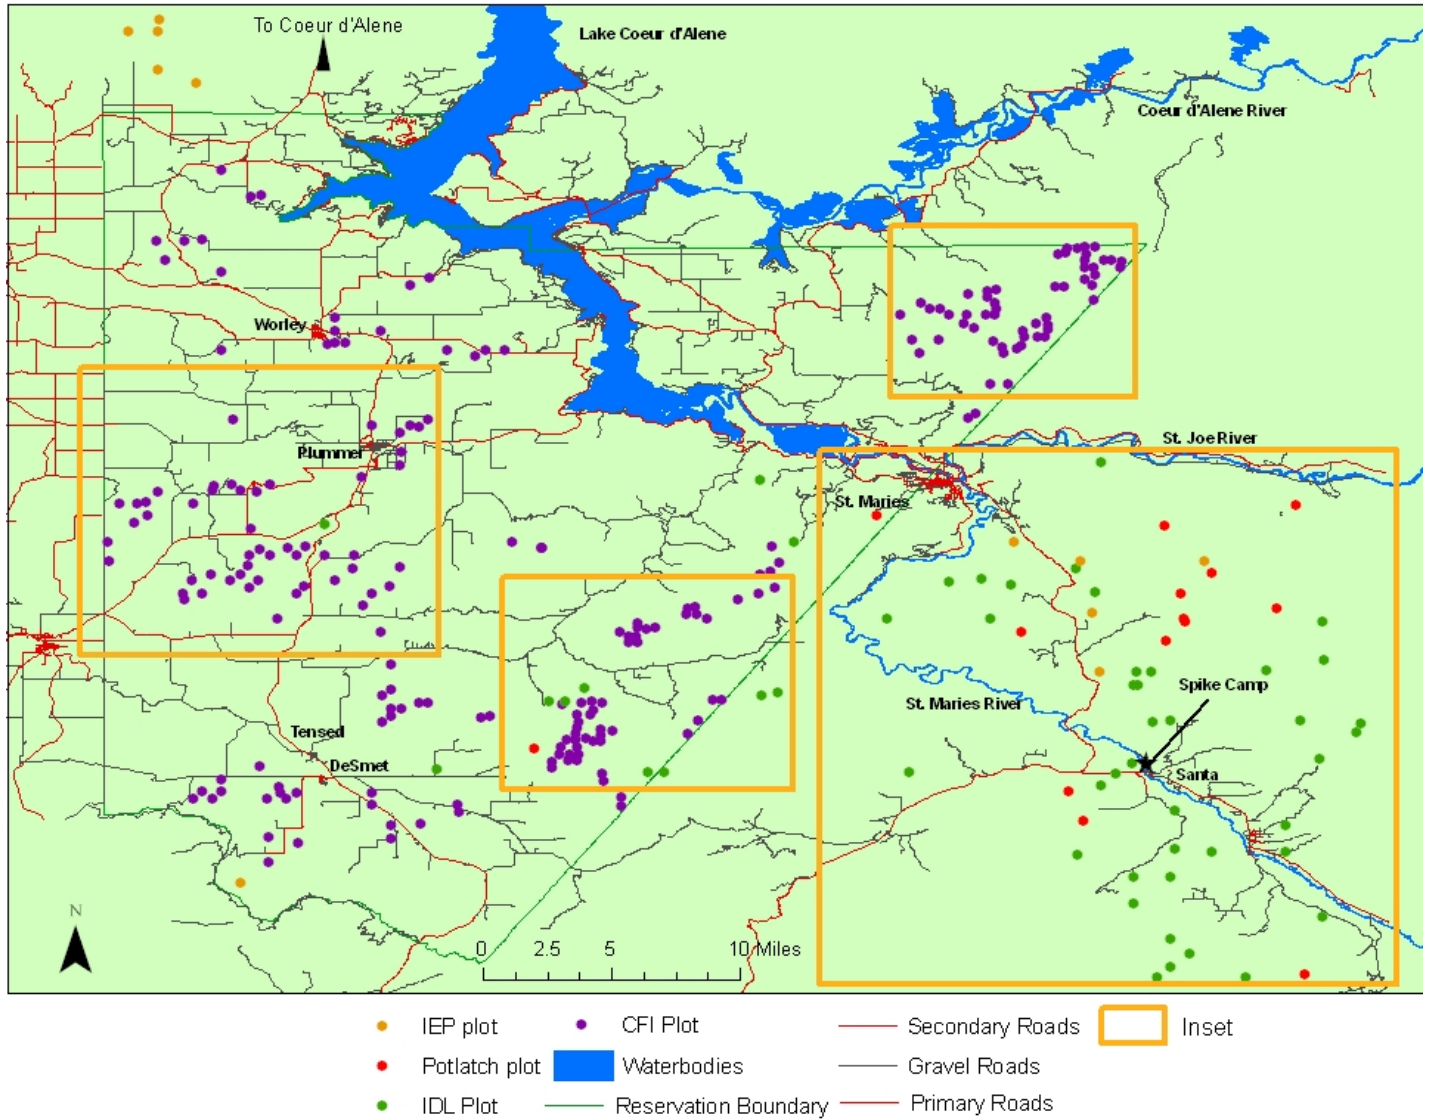 To Coeur d'Alene
Lake Coeur d'Alene
Coeur d'Alene River
Worley
Plummer
St. Joe River
St. Maries
Spike Camp
St. Maries River
Tensed
DeSmet
Santa
N
0 2.5 5 10 Miles
IEP plot CFI Plot Secondary Roads Inset
Potlatch plot Waterbodies Gravel Roads
IDL Plot Reservation Boundary Primary Roads